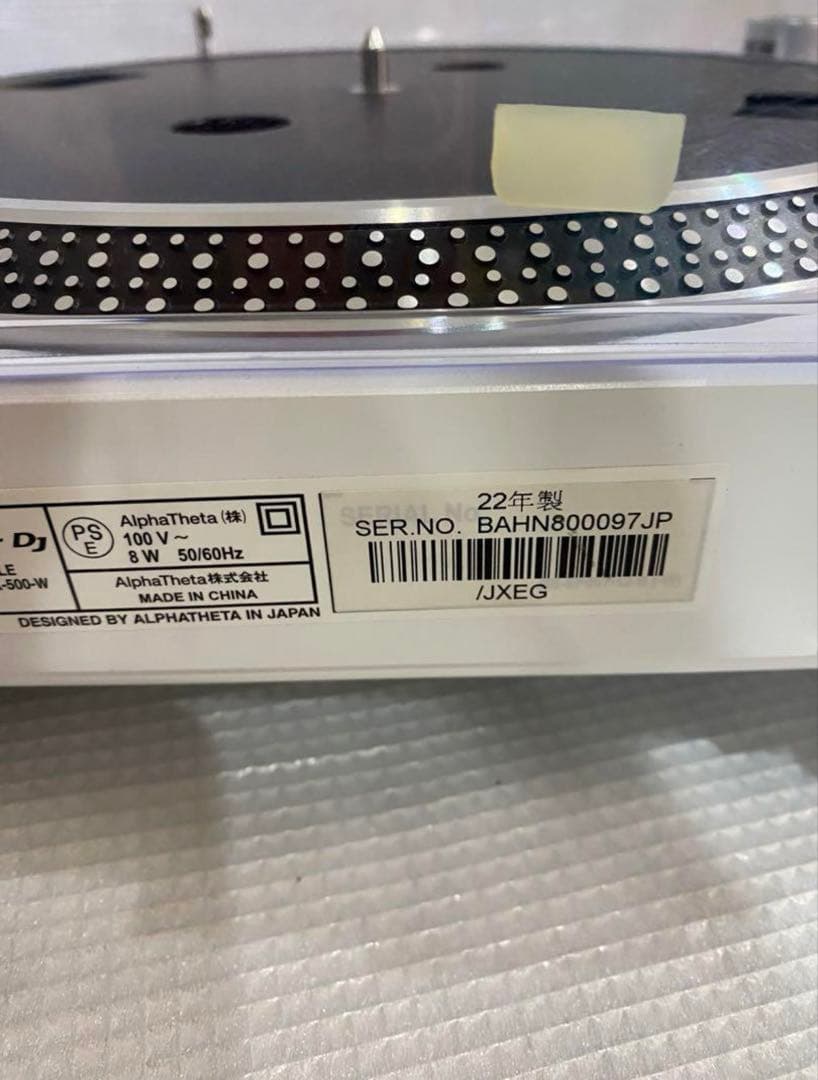 DJ
LE
-500-W
PS
E
AlphaTheta (株)
100 V ~
8 W 50/60Hz
AlphaTheta株式会社
MADE IN CHINA
DESIGNED BY ALPHATHETA IN JAPAN
SERIAL No
22年製
SER.NO. BAHN800097JP
/JXEG